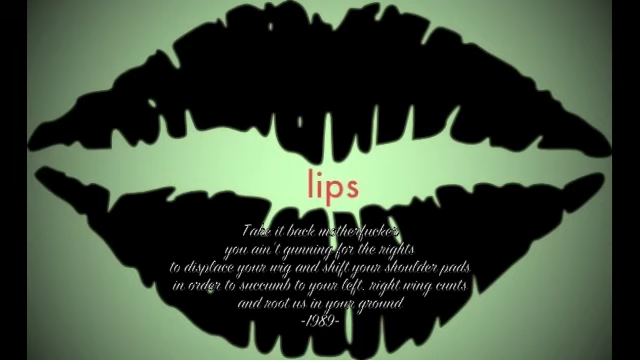 lips
Take it back motherfucker
you ain't gunning for the rights
to displace your wig and shift your shoulder pads
in order to succumb to your left, right wing cunts
and root us in your ground
-1989-